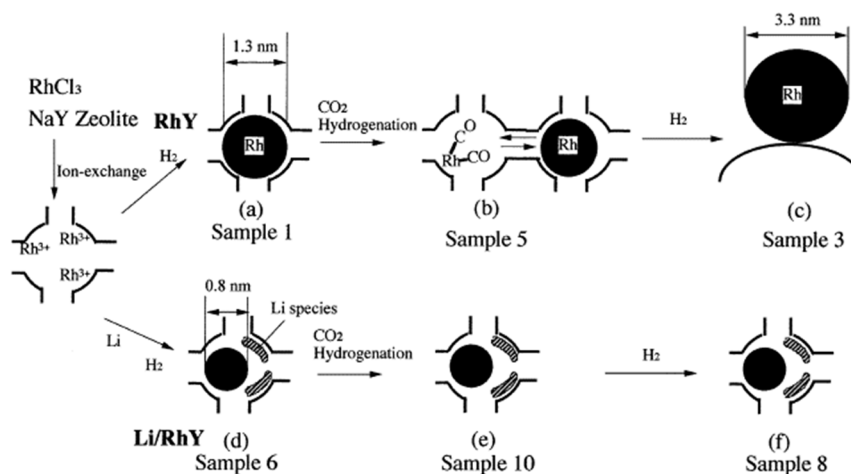 RhCl3
NaY Zeolite
Ion-exchange
Rh3+
Rh3+
Rh3+
H2
RhY
1.3 nm
Rh
(a)
Sample 1
CO2
Hydrogenation
CO
Rh
CO
Rh
(b)
Sample 5
H2
3.3 nm
Rh
(c)
Sample 3
Li
H2
Li/RhY
0.8 nm
Li species
(d)
Sample 6
CO2
Hydrogenation
(e)
Sample 10
H2
(f)
Sample 8